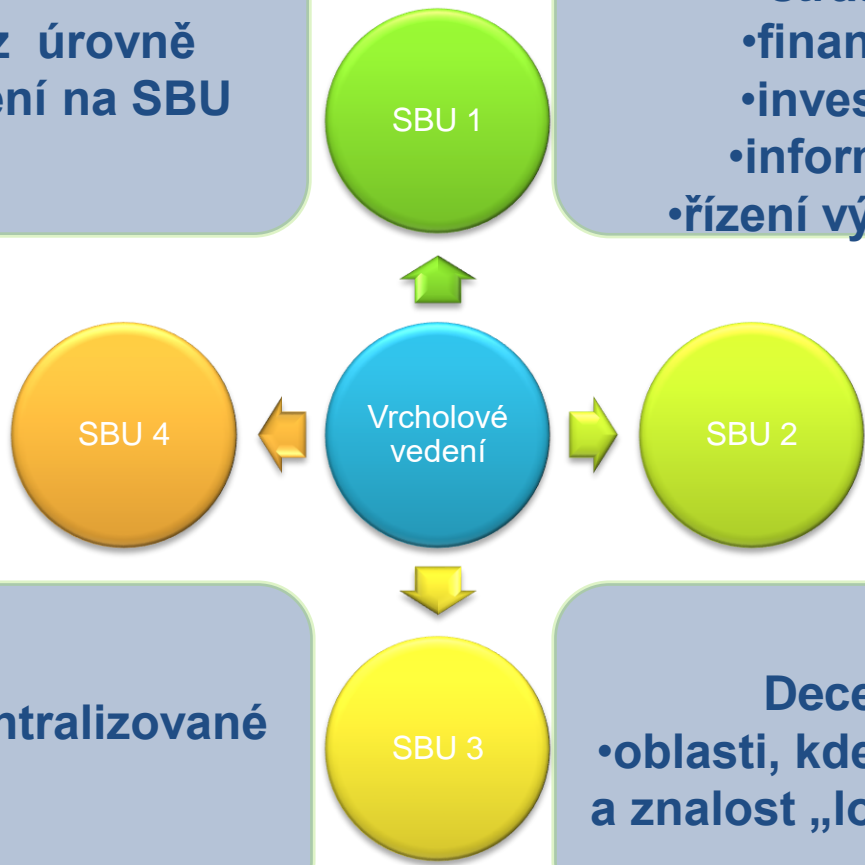 z úrovně
ení na SBU
•finan
•inves
•inforn
•řízení vý
SBU 1
SBU 4
Vrcholové
vedení
SBU 2
ntralizované
SBU 3
Dece
•oblasti, kde
a znalost „lo